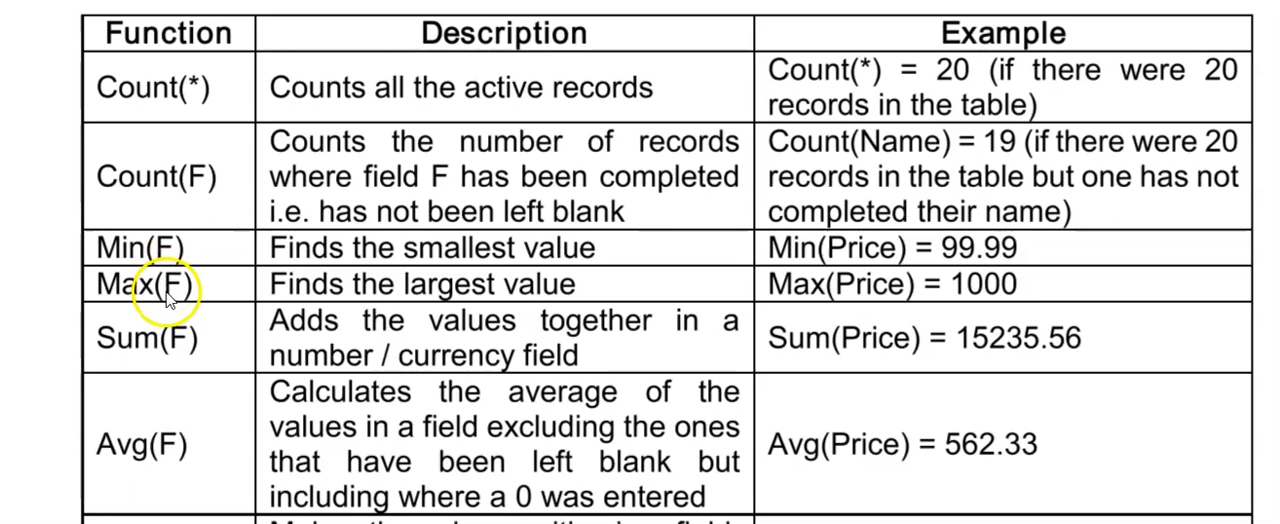 Function Description Example
Count(*) Counts all the active records Count(*) = 20 (if there were 20
records in the table)
Count(F) Counts the number of records
where field F has been completed
i.e. has not been left blank
Count(Name) = 19 (if there were 20
records in the table but one has not
completed their name)
Min(F) Finds the smallest value Min(Price) = 99.99
Max(F) Finds the largest value Max(Price) = 1000
Sum(F) Adds the values together in a
number / currency field
Sum(Price) = 15235.56
Avg(F) Calculates the average of the
values in a field excluding the ones
that have been left blank but
including where a 0 was entered
Avg(Price) = 562.33